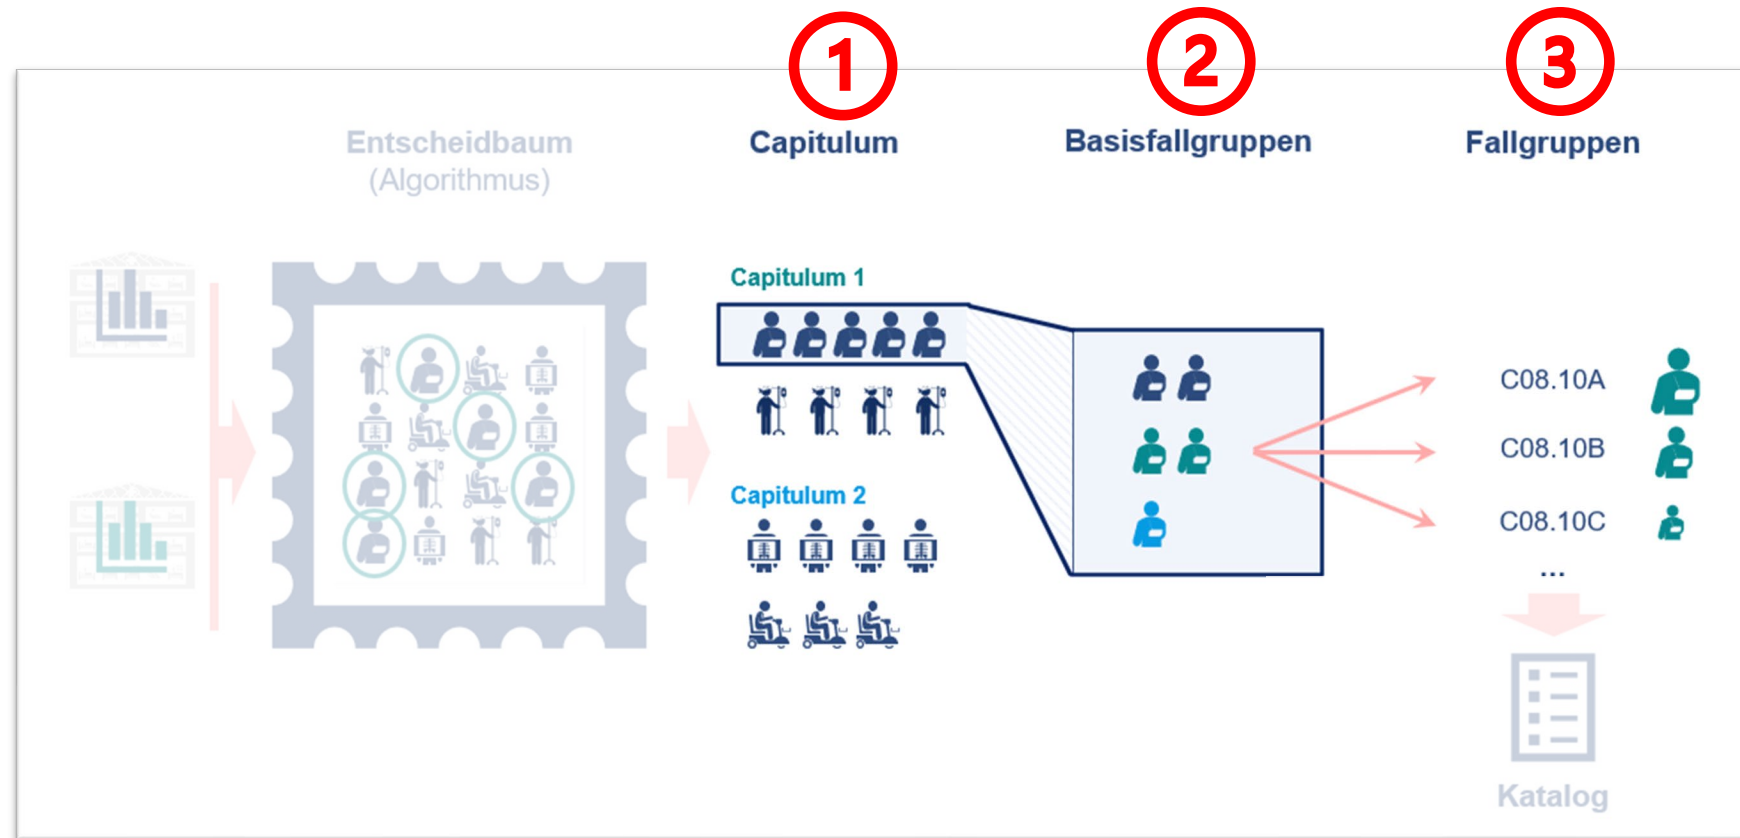 1
2
3
Entscheidbaum
(Algorithmus)
Capitulum
Basisfallgruppen
Fallgruppen
Capitulum 1
Capitulum 2
C08.10A
C08.10B
C08.10C
...
Katalog